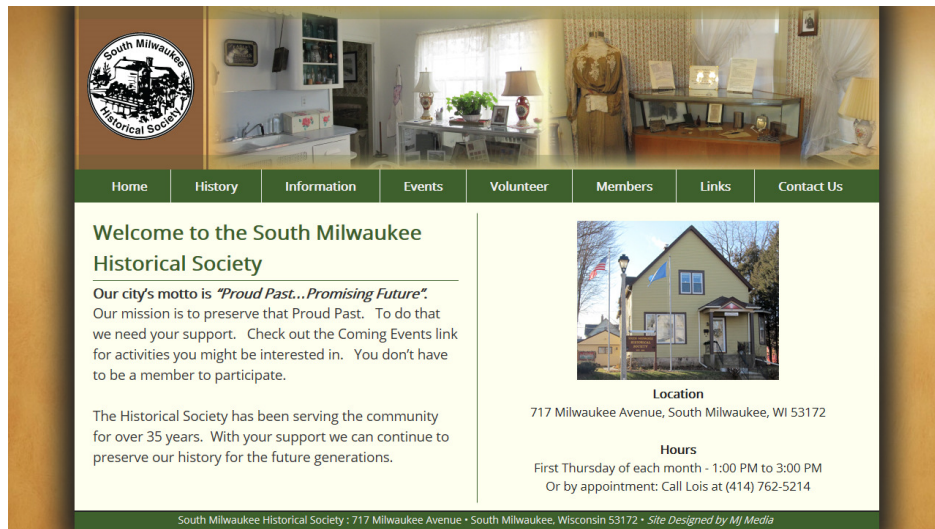 South Milwaukee
Historical Society
Home History Information Events Volunteer Members Links Contact Us
Welcome to the South Milwaukee
Historical Society
Our city's motto is "Proud Past...Promising Future".
Our mission is to preserve that Proud Past. To do that
we need your support. Check out the Coming Events link
for activities you might be interested in. You don't have
to be a member to participate.
The Historical Society has been serving the community
for over 35 years. With your support we can continue to
preserve our history for the future generations.
Location
717 Milwaukee Avenue, South Milwaukee, WI 53172
Hours
First Thursday of each month - 1:00 PM to 3:00 PM
Or by appointment: Call Lois at (414) 762-5214
South Milwaukee Historical Society : 717 Milwaukee Avenue • South Milwaukee, Wisconsin 53172 • Site Designed by MJ Media